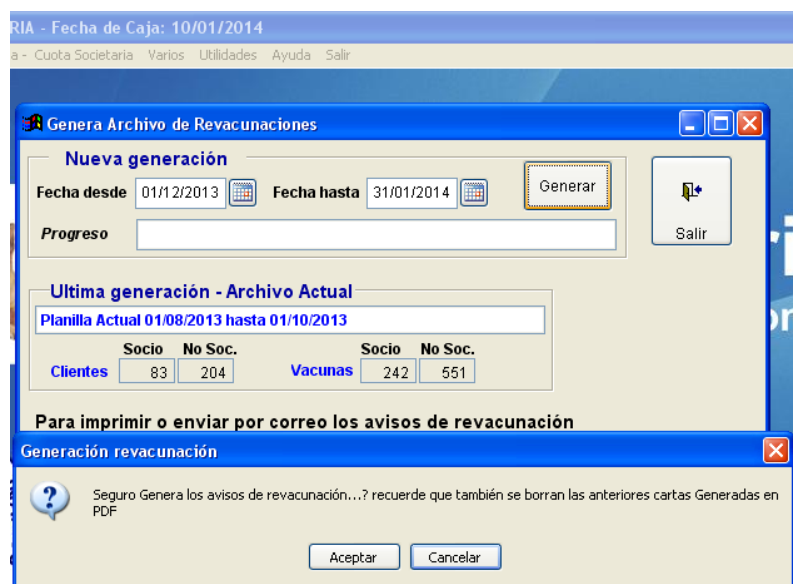 RIA - Fecha de Caja: 10/01/2014
a - Cuota Societaria Varios Utilidades Ayuda Salir
Genera Archivo de Revacunaciones
Nueva generación
Fecha desde 01/12/2013 Fecha hasta 31/01/2014 Generar
Progreso
Salir
Ultima generación - Archivo Actual
Planilla Actual 01/08/2013 hasta 01/10/2013
Socio No Soc. Socio No Soc.
Clientes 83 204 Vacunas 242 551
Para imprimir o enviar por correo los avisos de revacunación
Generación revacunación
Seguro Genera los avisos de revacunación...? recuerde que también se borran las anteriores cartas Generadas en
PDF
Aceptar Cancelar